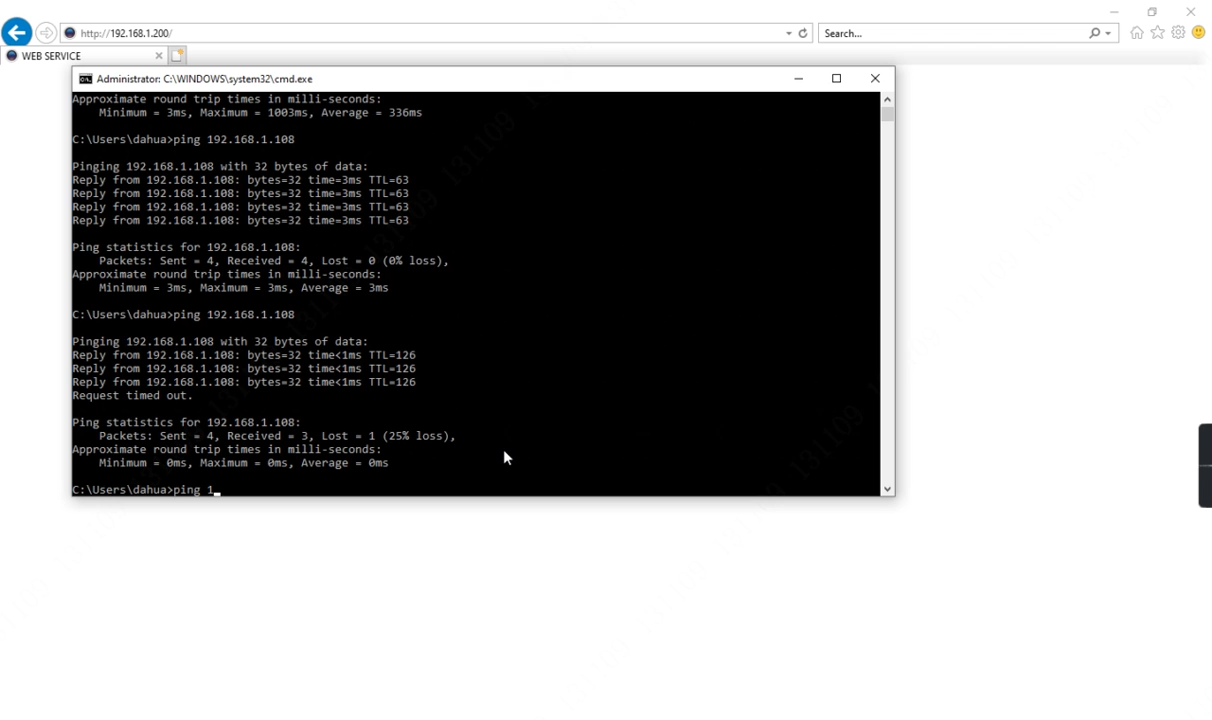 http://192.168.1.200/
Search...
WEB SERVICE
Administrator: C:\WINDOWS\system32\cmd.exe
Approximate round trip times in milli-seconds:
    Minimum = 3ms, Maximum = 1003ms, Average = 336ms
C:\Users\dahua>ping 192.168.1.108
Pinging 192.168.1.108 with 32 bytes of data:
Reply from 192.168.1.108: bytes=32 time=3ms TTL=63
Reply from 192.168.1.108: bytes=32 time=3ms TTL=63
Reply from 192.168.1.108: bytes=32 time=3ms TTL=63
Reply from 192.168.1.108: bytes=32 time=3ms TTL=63
Ping statistics for 192.168.1.108:
    Packets: Sent = 4, Received = 4, Lost = 0 (0% loss),
Approximate round trip times in milli-seconds:
    Minimum = 3ms, Maximum = 3ms, Average = 3ms
C:\Users\dahua>ping 192.168.1.108
Pinging 192.168.1.108 with 32 bytes of data:
Reply from 192.168.1.108: bytes=32 time<1ms TTL=126
Reply from 192.168.1.108: bytes=32 time<1ms TTL=126
Reply from 192.168.1.108: bytes=32 time<1ms TTL=126
Request timed out.
Ping statistics for 192.168.1.108:
    Packets: Sent = 4, Received = 3, Lost = 1 (25% loss),
Approximate round trip times in milli-seconds:
    Minimum = 0ms, Maximum = 0ms, Average = 0ms
C:\Users\dahua>ping 1
131109